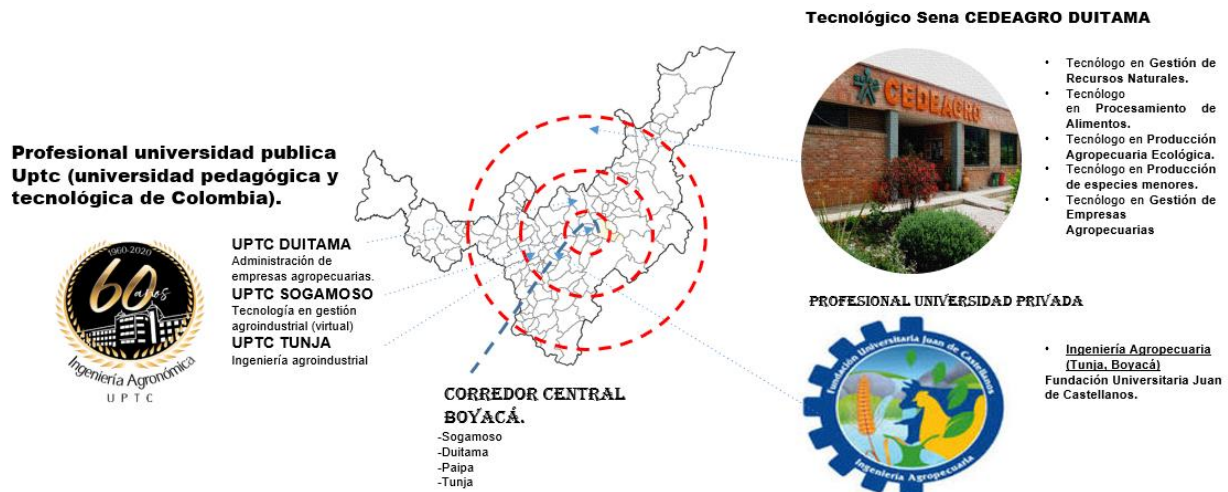 Tecnológico Sena CEDEAGRO DUITAMA
CEDEAGRO
• Tecnólogo en Gestión de
Recursos Naturales.
• Tecnólogo
en Procesamiento de
Alimentos.
• Tecnólogo en Producción
Agropecuaria Ecológica.
• Tecnólogo en Producción
de especies menores.
• Tecnólogo en Gestión de
Empresas
Agropecuarias
Profesional universidad publica
Uptc (universidad pedagógica y
tecnológica de Colombia).
1960-2020
60
años
Ingeniería Agronómica
UPTC
UPTC DUITAMA
Administración de
empresas agropecuarias.
UPTC SOGAMOSO
Tecnología en gestión
agroindustrial (virtual)
UPTC TUNJA
Ingeniería agroindustrial
CORREDOR CENTRAL
BOYACÁ.
-Sogamoso
-Duitama
-Paipa
-Tunja
PROFESIONAL UNIVERSIDAD PRIVADA
Fundación Universitaria Juan de Castellanos
Ingeniería Agropecuaria
• Ingeniería Agropecuaria
(Tunja, Boyacá)
Fundación Universitaria Juan
de Castellanos.